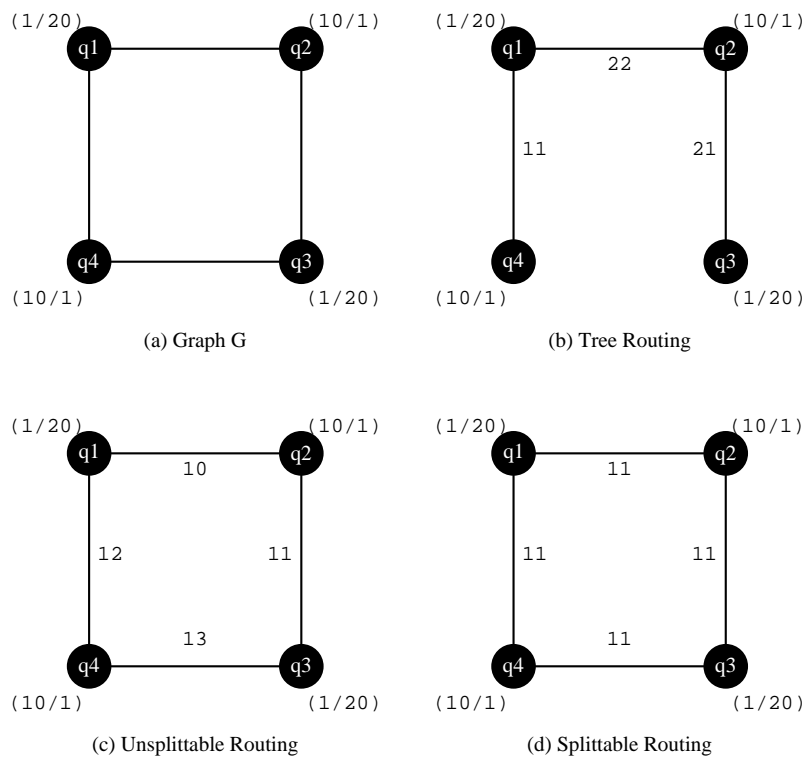 (1/20) (10/1) (1/20) (10/1)
q1 q2 q1 q2
22
11 21
q4 q3 q4 q3
(10/1) (1/20) (10/1) (1/20)
(a) Graph G (b) Tree Routing
(1/20) (10/1) (1/20) (10/1)
q1 q2 q1 q2
10 11
12 11 11 11
13 11
q4 q3 q4 q3
(10/1) (1/20) (10/1) (1/20)
(c) Unsplittable Routing (d) Splittable Routing